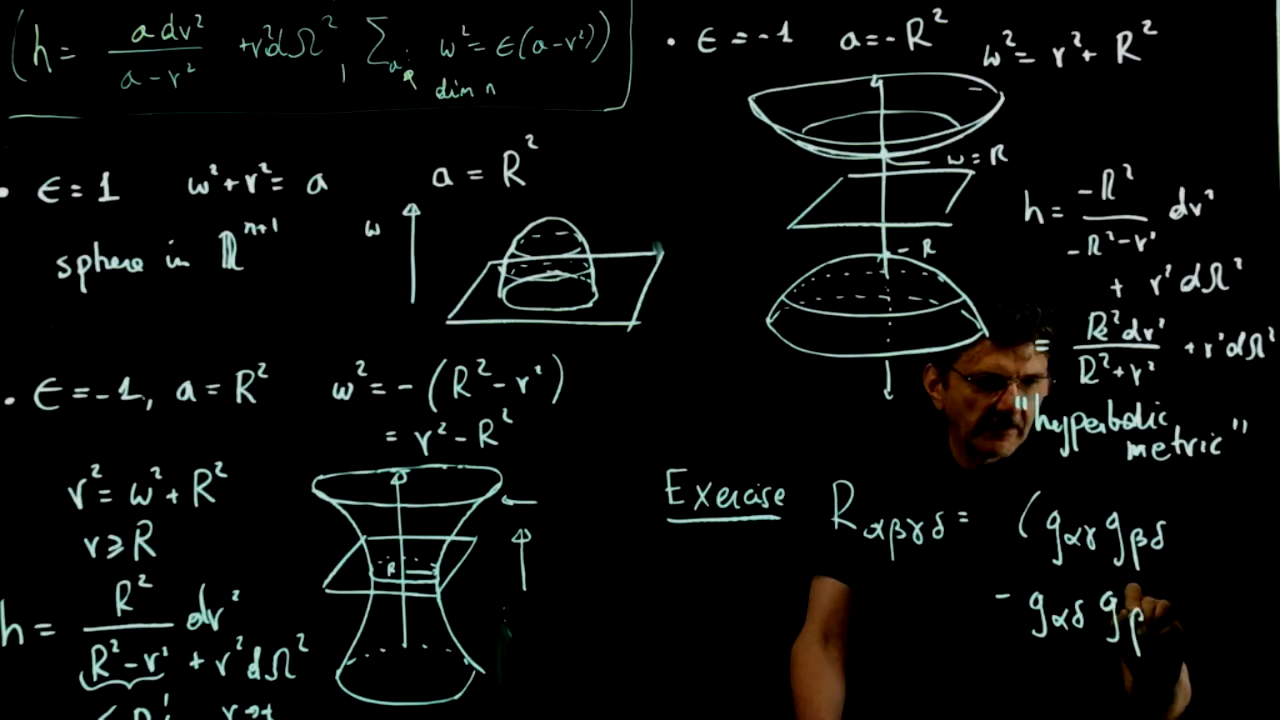 (h = a dr² / a - r² + r²dΩ², Σₐ: w² = ε(a - r²))
dim n
• ε = 1 w² + r² = a a = R²
sphere in ℝⁿ⁺¹
w
• ε = -1, a = R² w² = -(R² - r²)
= r² - R²
r² = w² + R²
r ≥ R
R
h = R² / R² - r² dr²
+ r²dΩ²
• ε = -1 a = -R² w² = r² + R²
w = R
- R
h = -R² / -R² - r² dr²
+ r²dΩ²
= R²dr² / R² + r² + r²dΩ²
"hyperbolic
metric"
Exercise R_αβγδ = (g_αγ g_βδ
- g_αδ g_β